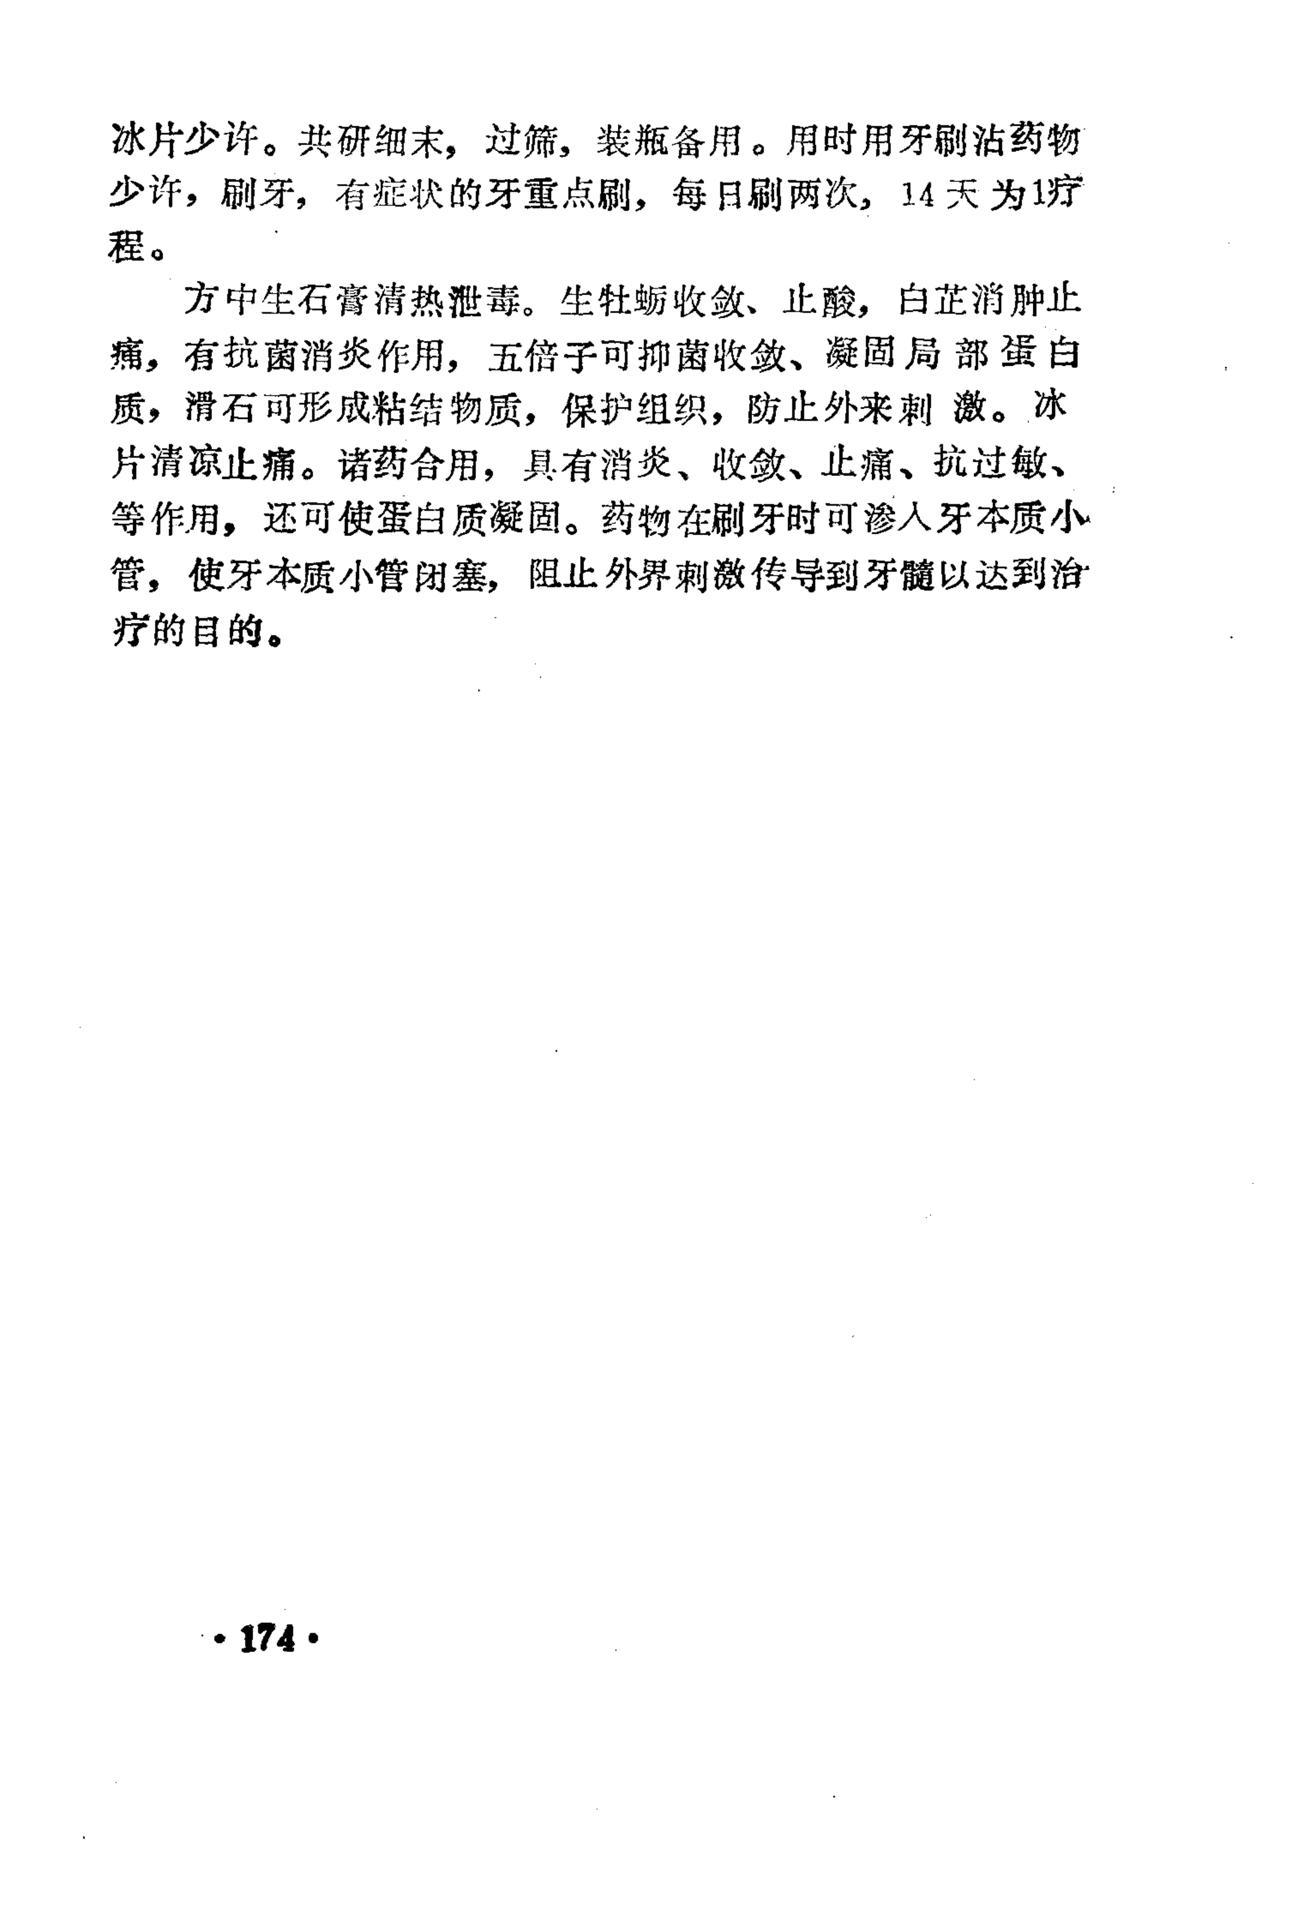 冰片少许。共研细末，过筛，装瓶备用。用时用牙刷沾药物
少许，刷牙，有症状的牙重点刷，每日刷两次，14天为1疗
程。
方中生石膏清热泄毒。生牡蛎收敛、止酸，白芷消肿止
痛，有抗菌消炎作用，五倍子可抑菌收敛、凝固局部蛋白
质，滑石可形成粘结物质，保护组织，防止外来刺激。冰
片清凉止痛。诸药合用，具有消炎、收敛、止痛、抗过敏、
等作用，还可使蛋白质凝固。药物在刷牙时可渗入牙本质小
管，使牙本质小管闭塞，阻止外界刺激传导到牙髓以达到治
疗的目的。
·174·